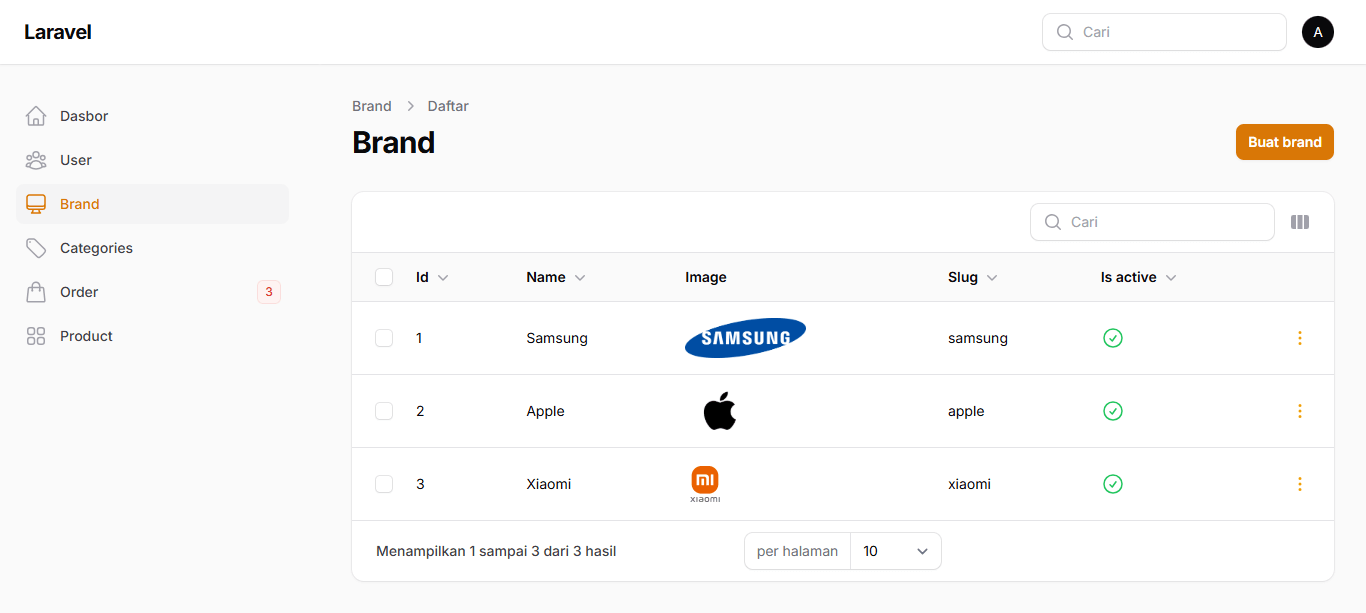 Laravel
Cari
A
Dasbor
User
Brand
Categories
Order 3
Product
Brand > Daftar
Brand
Buat brand
Cari
Id Name Image Slug Is active
1 Samsung SAMSUNG samsung
2 Apple apple
3 Xiaomi mi xiaomi xiaomi
Menampilkan 1 sampai 3 dari 3 hasil
per halaman 10